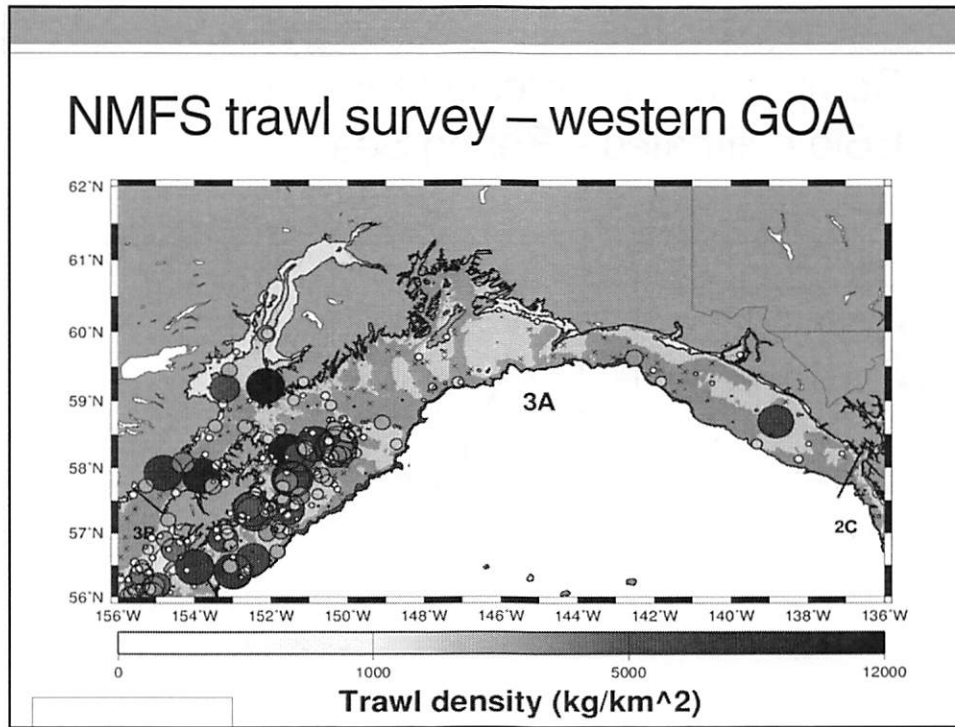 NMFS trawl survey – western GOA
62˚N
61˚N
60˚N
59˚N
58˚N
57˚N
56˚N
3A
3B
2C
156˚W 154˚W 152˚W 150˚W 148˚W 146˚W 144˚W 142˚W 140˚W 138˚W 136˚W
0 1000 5000 12000
Trawl density (kg/km^2)